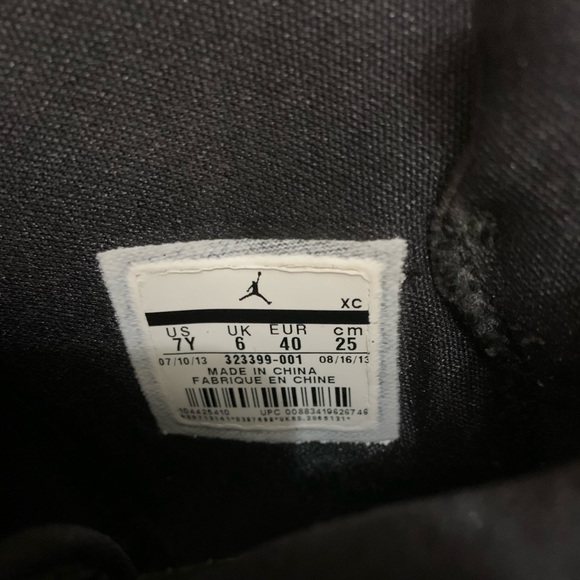 XC
US UK EUR cm
7Y 6 40 25
07/10/13 323399-001 08/16/13
MADE IN CHINA
FABRIQUE EN CHINE
104425410 UPC 00883419626746